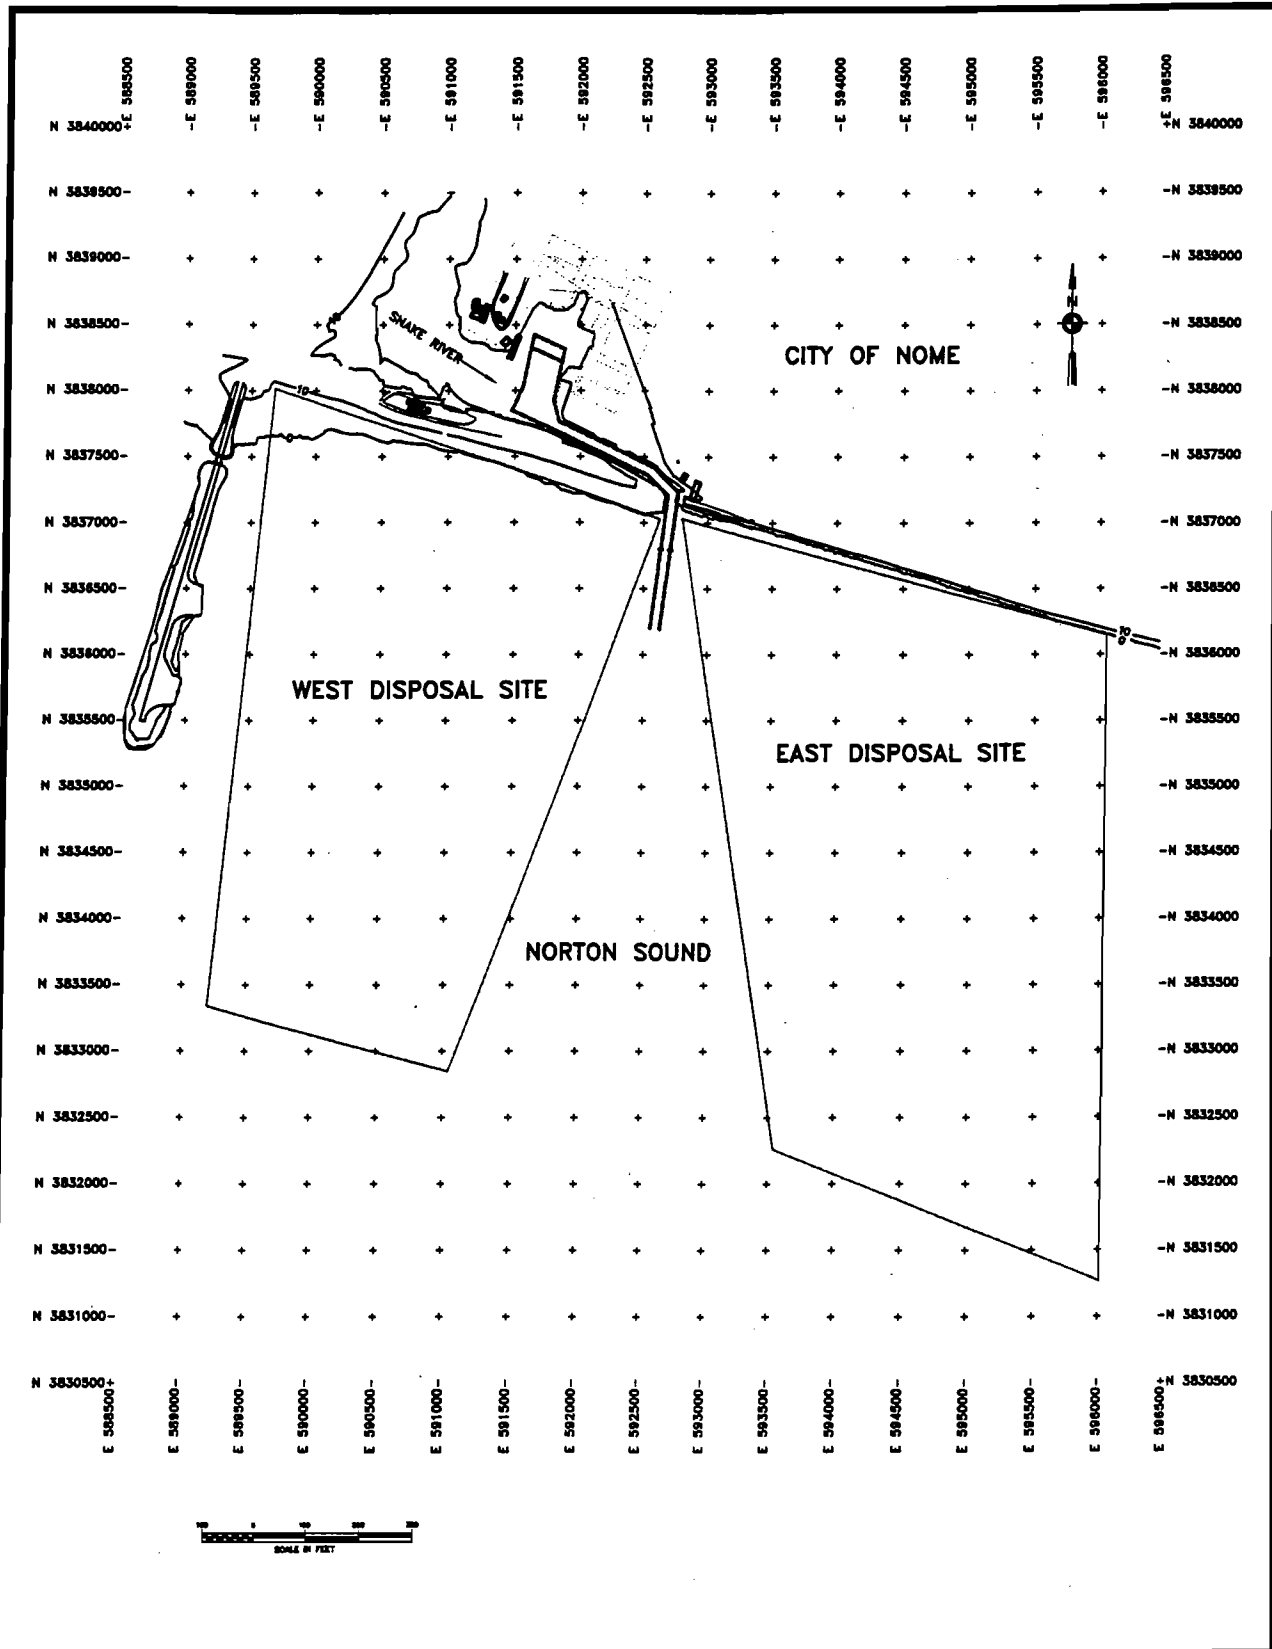 E 588500
E 589000
E 589500
E 590000
E 590500
E 591000
E 591500
E 592000
E 592500
E 593000
E 593500
E 594000
E 594500
E 595000
E 595500
E 596000
E 596500
N 3840000
N 3840000
N 3839500
N 3839500
N 3839000
N 3839000
N
N 3838500
N 3838500
SNAKE RIVER
CITY OF NOME
N 3838000
10
N 3838000
0
N 3837500
N 3837500
N 3837000
N 3837000
N 3836500
N 3836500
10
0
N 3836000
N 3836000
WEST DISPOSAL SITE
N 3835500
N 3835500
EAST DISPOSAL SITE
N 3835000
N 3835000
N 3834500
N 3834500
N 3834000
N 3834000
NORTON SOUND
N 3833500
N 3833500
N 3833000
N 3833000
N 3832500
N 3832500
N 3832000
N 3832000
N 3831500
N 3831500
N 3831000
N 3831000
N 3830500
N 3830500
E 588500
E 589000
E 589500
E 590000
E 590500
E 591000
E 591500
E 592000
E 592500
E 593000
E 593500
E 594000
E 594500
E 595000
E 595500
E 596000
E 596500
SCALE IN FEET